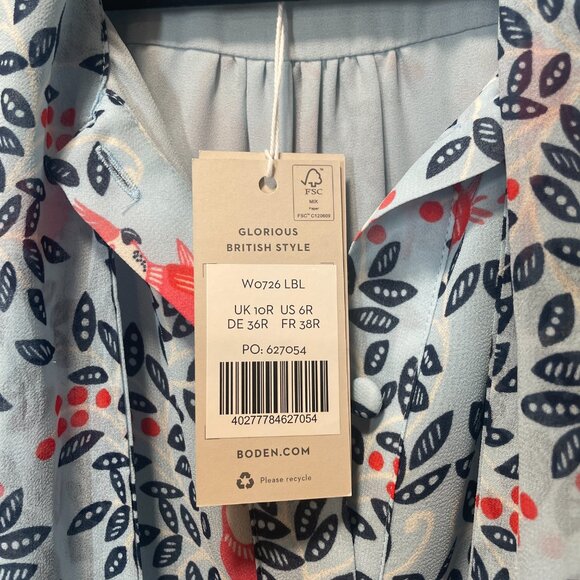 FSC
MIX
Paper
FSC™ C120609
GLORIOUS
BRITISH STYLE
W0726 LBL
UK 10R US 6R
DE 36R FR 38R
PO: 627054
40277784627054
BODEN.COM
Please recycle